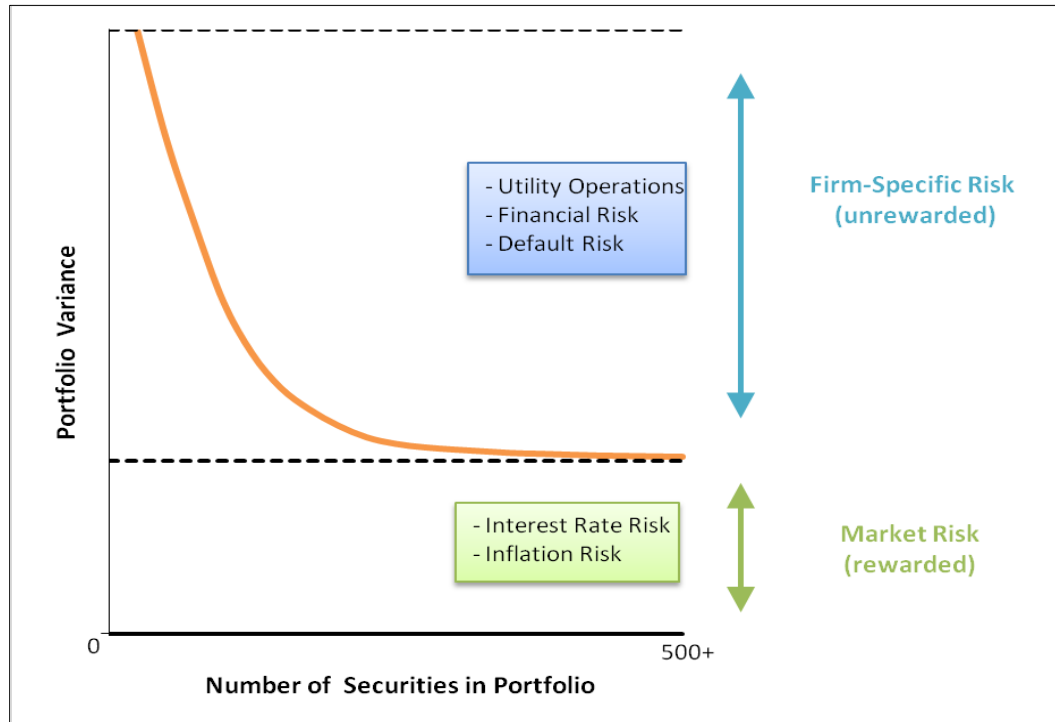 - Utility Operations
- Financial Risk
- Default Risk
Firm-Specific Risk
(unrewarded)
Portfolio Variance
- Interest Rate Risk
- Inflation Risk
Market Risk
(rewarded)
0
500+
Number of Securities in Portfolio